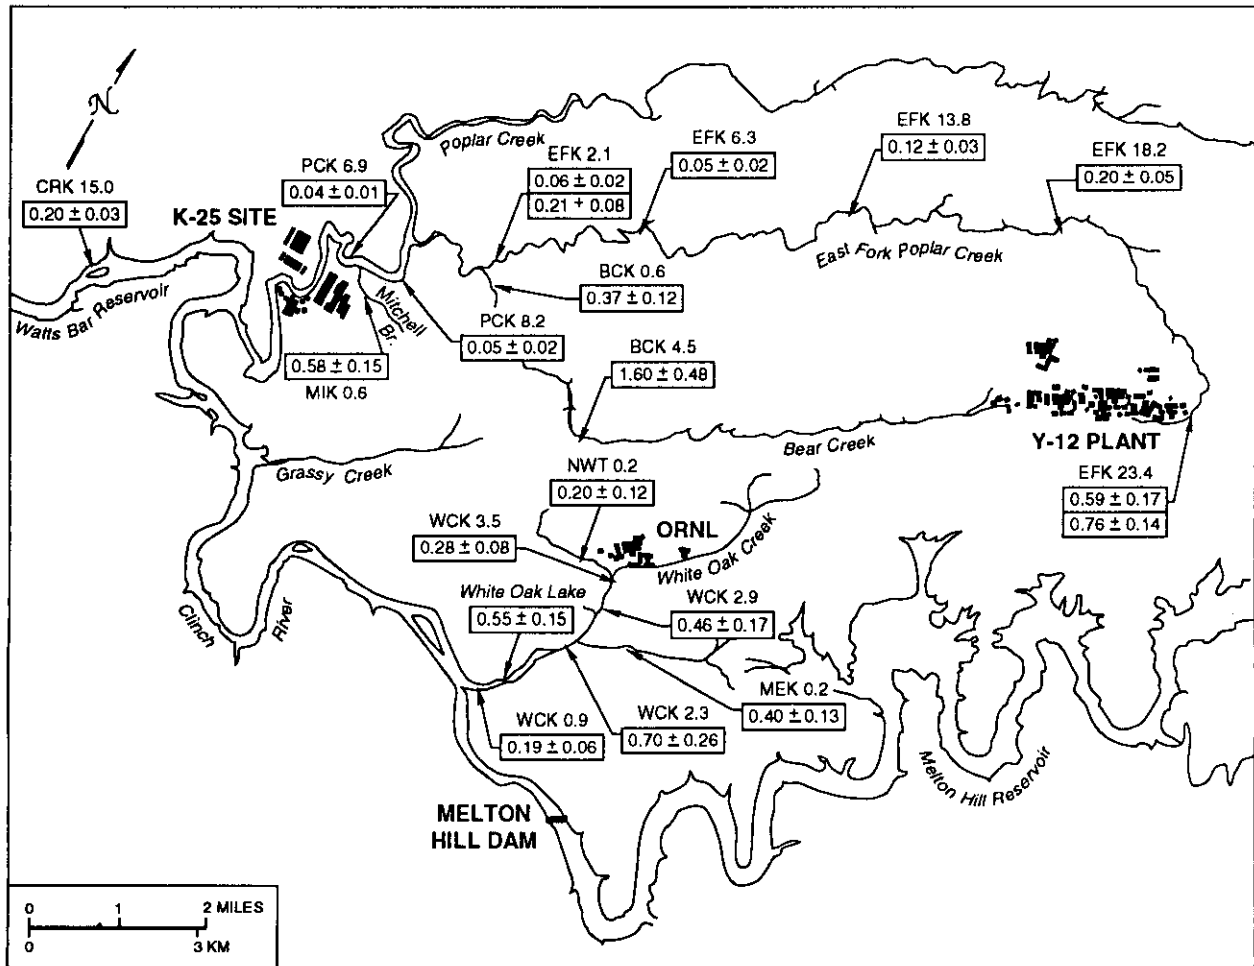 N
EFK 13.8
0.12 ± 0.03
EFK 6.3
0.05 ± 0.02
EFK 18.2
0.20 ± 0.05
Poplar Creek
EFK 2.1
0.06 ± 0.02
0.21 + 0.08
PCK 6.9
0.04 ± 0.01
CRK 15.0
0.20 ± 0.03
K-25 SITE
East Fork Poplar Creek
BCK 0.6
0.37 ± 0.12
Watts Bar Reservoir
Mitchell
Br
PCK 8.2
0.05 ± 0.02
BCK 4.5
1.60 ± 0.48
0.58 ± 0.15
MIK 0.6
Bear Creek
Y-12 PLANT
Grassy Creek
NWT 0.2
0.20 ± 0.12
EFK 23.4
0.59 ± 0.17
0.76 ± 0.14
WCK 3.5
0.28 ± 0.08
ORNL
White Oak Creek
White Oak Lake
0.55 ± 0.15
WCK 2.9
0.46 ± 0.17
Clinch
River
MEK 0.2
0.40 ± 0.13
WCK 0.9
0.19 ± 0.06
WCK 2.3
0.70 ± 0.26
Melton Hill Reservoir
MELTON
HILL DAM
0 1 2 MILES
0 3 KM